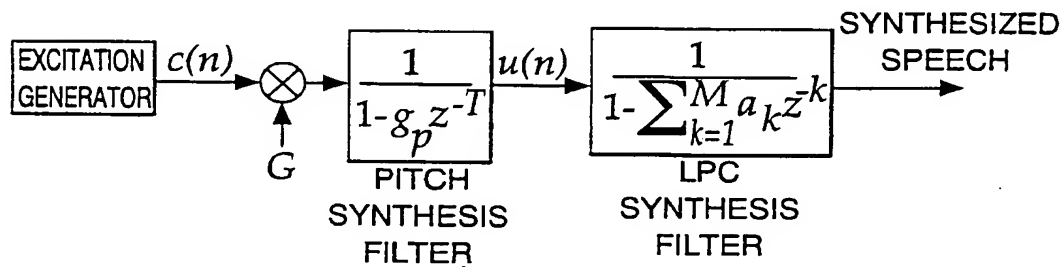 EXCITATION
GENERATOR
c(n)
G
1
1-g_p z^{-T}
PITCH
SYNTHESIS
FILTER
u(n)
1
1-∑_{k=1}^{M} a_k z^{-k}
LPC
SYNTHESIS
FILTER
SYNTHESIZED
SPEECH